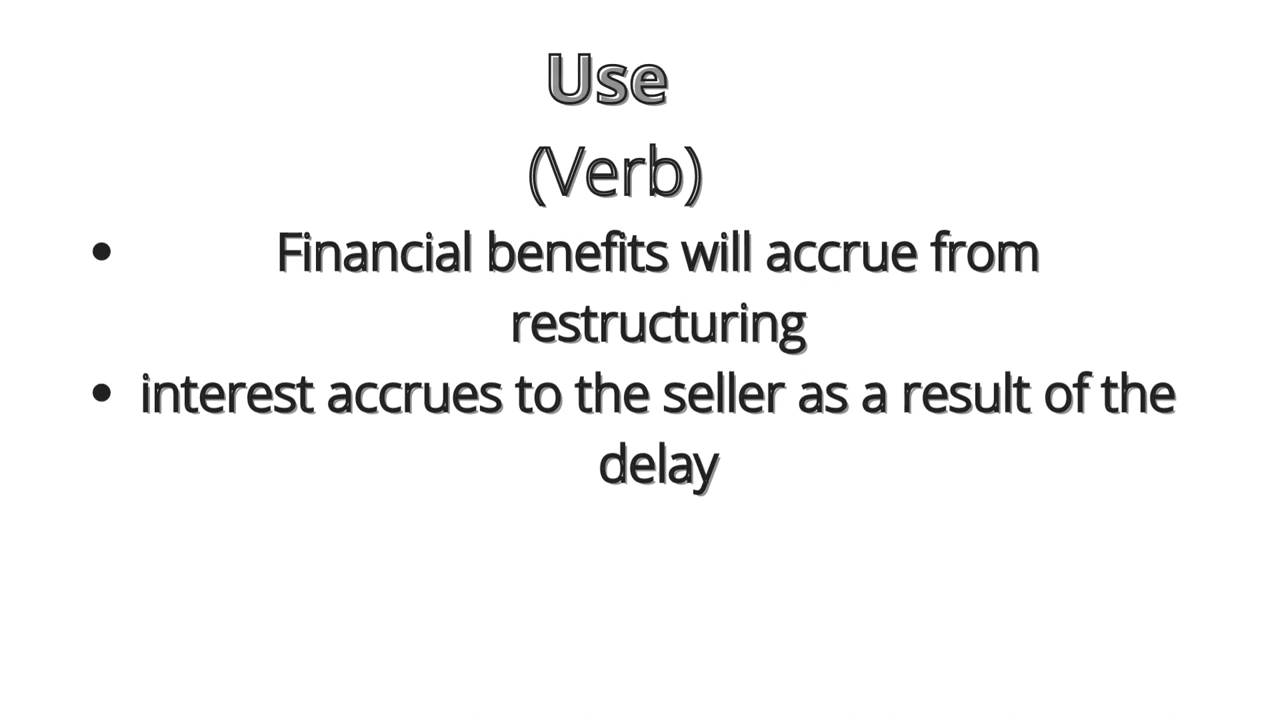 Use
(Verb)
• Financial benefits will accrue from
restructuring
• interest accrues to the seller as a result of the
delay